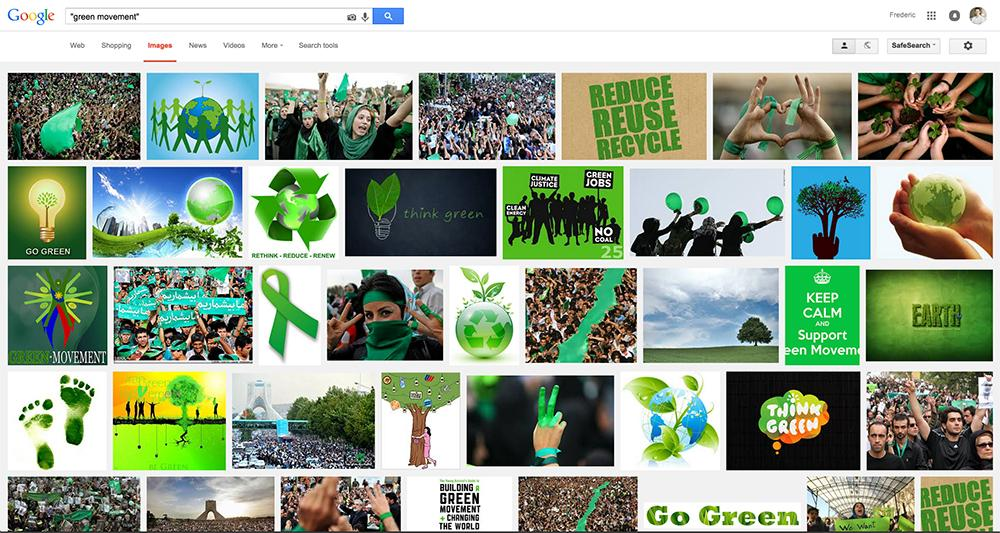 Google
"green movement"
Frederic
Web Shopping Images News Videos More Search tools
SafeSearch
REDUCE
REUSE
RECYCLE
GO GREEN
RETHINK - REDUCE - RENEW
think green
CLIMATE
JUSTICE
GREEN
JOBS
CLEAN
ENERGY
NO
COAL
25
GREEN-MOVEMENT
ما بیشماریم
KEEP
CALM
AND
Support
een Moveme
EARTH
BE GREEN
THINK
GREEN
BUILDING A
GREEN
MOVEMENT
+ CHANGING
THE WORLD
Go Green
We Want
REDUCE
REUSE